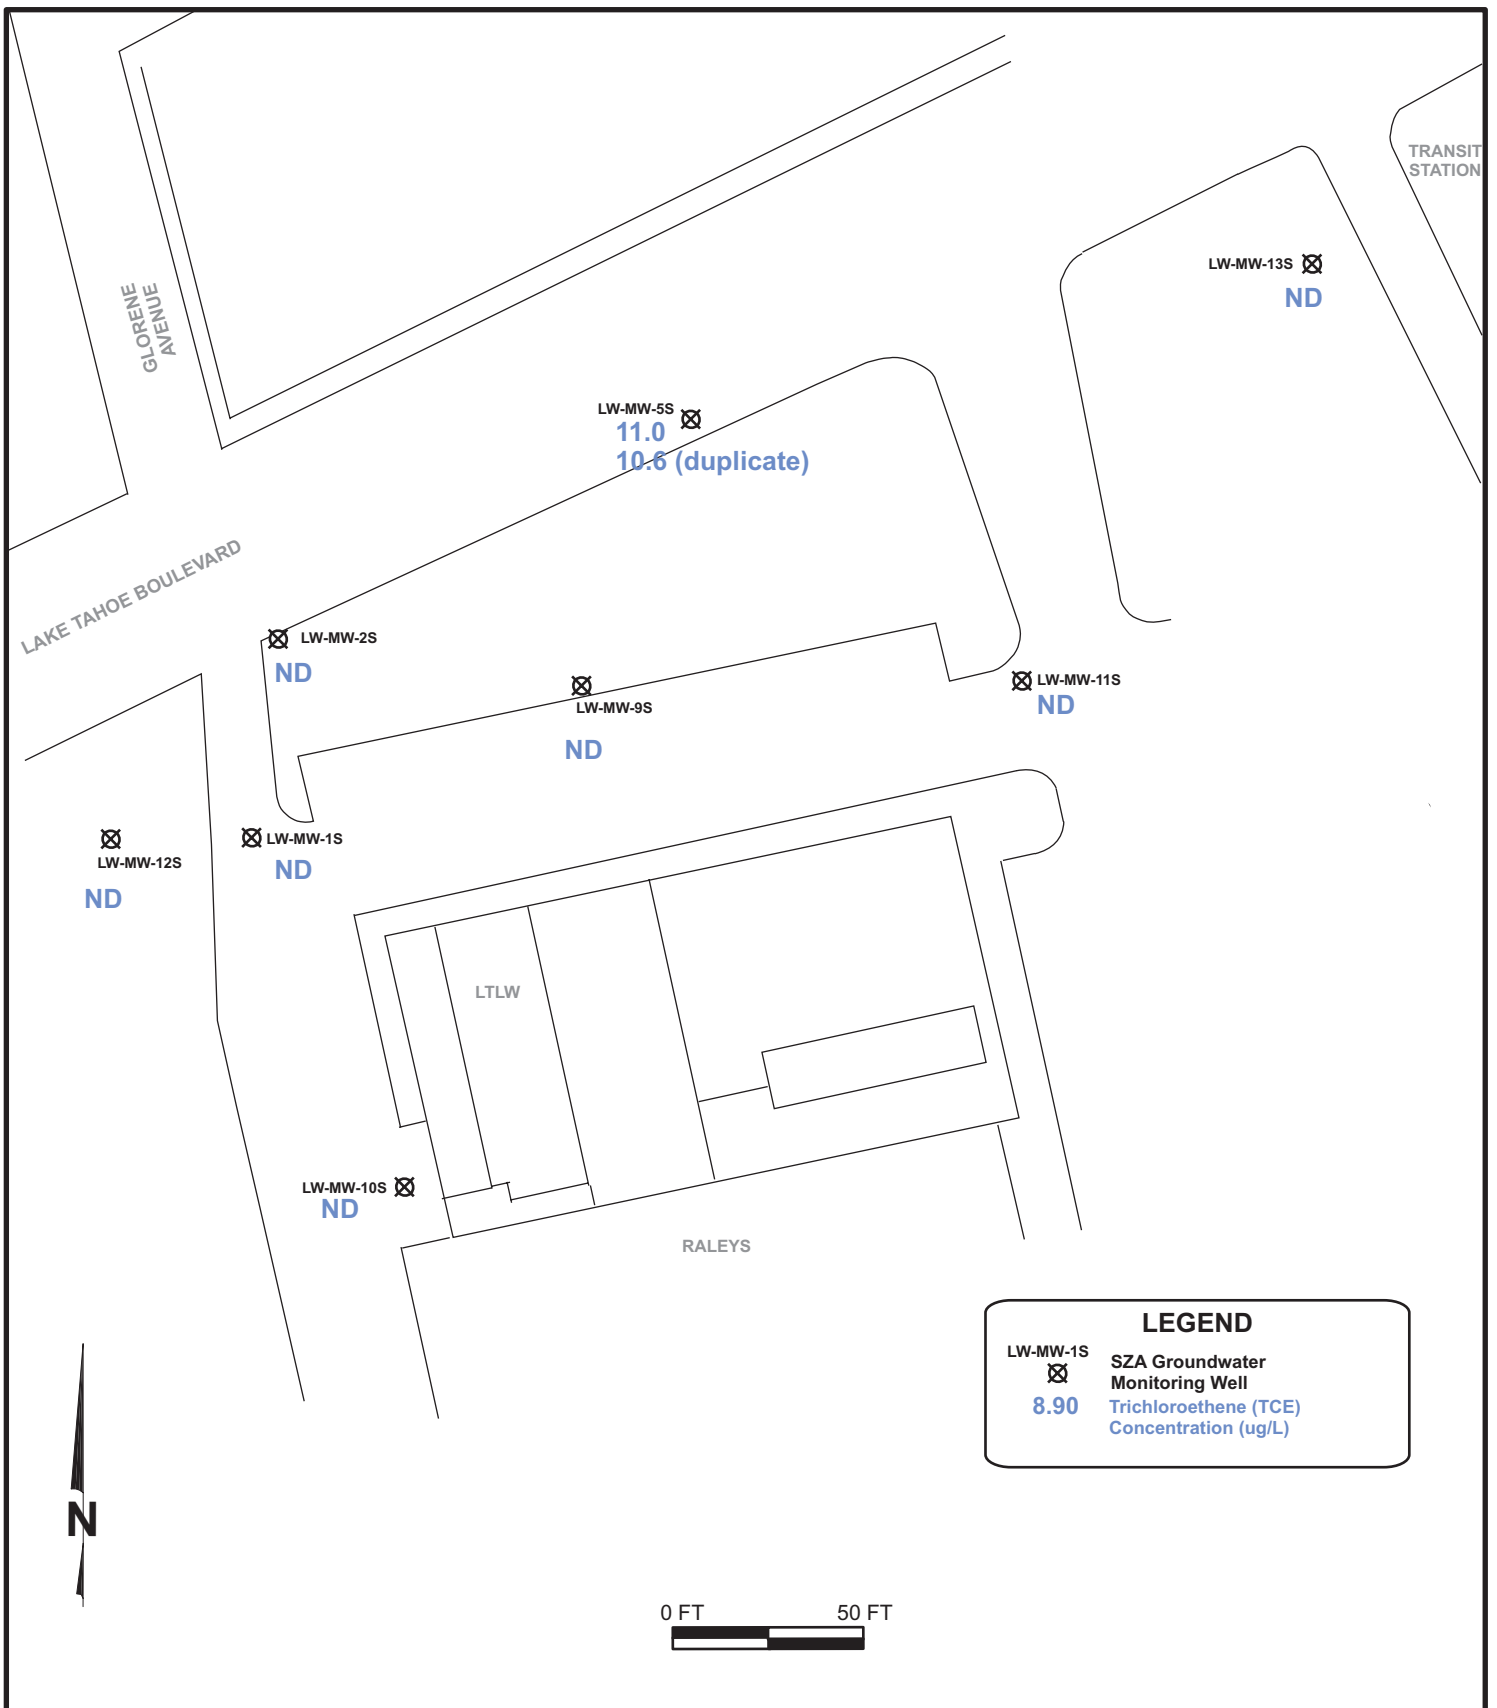 TRANSIT
STATION
LW-MW-13S
ND
GLORENE
AVENUE
LW-MW-5S
11.0
10.6 (duplicate)
LAKE TAHOE BOULEVARD
LW-MW-2S
ND
LW-MW-9S
ND
LW-MW-11S
ND
LW-MW-12S
ND
LW-MW-1S
ND
LTLW
LW-MW-10S
ND
RALEYS
LEGEND
LW-MW-1S
SZA Groundwater
Monitoring Well
8.90
Trichloroethene (TCE)
Concentration (ug/L)
N
0 FT
50 FT